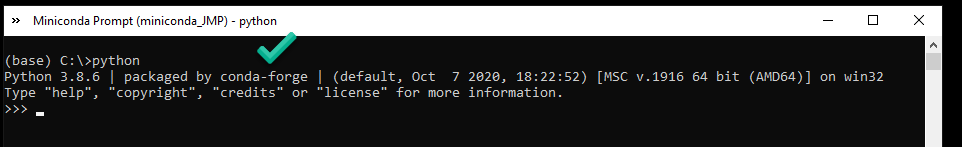 Miniconda Prompt (miniconda_JMP) - python
(base) C:\>python
Python 3.8.6 | packaged by conda-forge | (default, Oct  7 2020, 18:22:52) [MSC v.1916 64 bit (AMD64)] on win32
Type "help", "copyright", "credits" or "license" for more information.
>>>